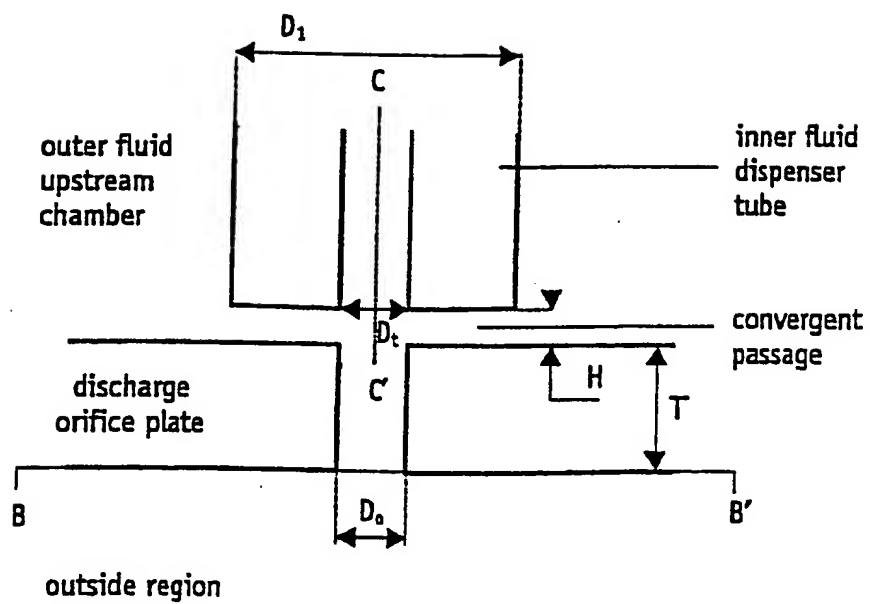 D₁
C
outer fluid
upstream
chamber
inner fluid
dispenser
tube
Dₜ
convergent
passage
C'
H
T
discharge
orifice plate
B
Dₒ
B'
outside region